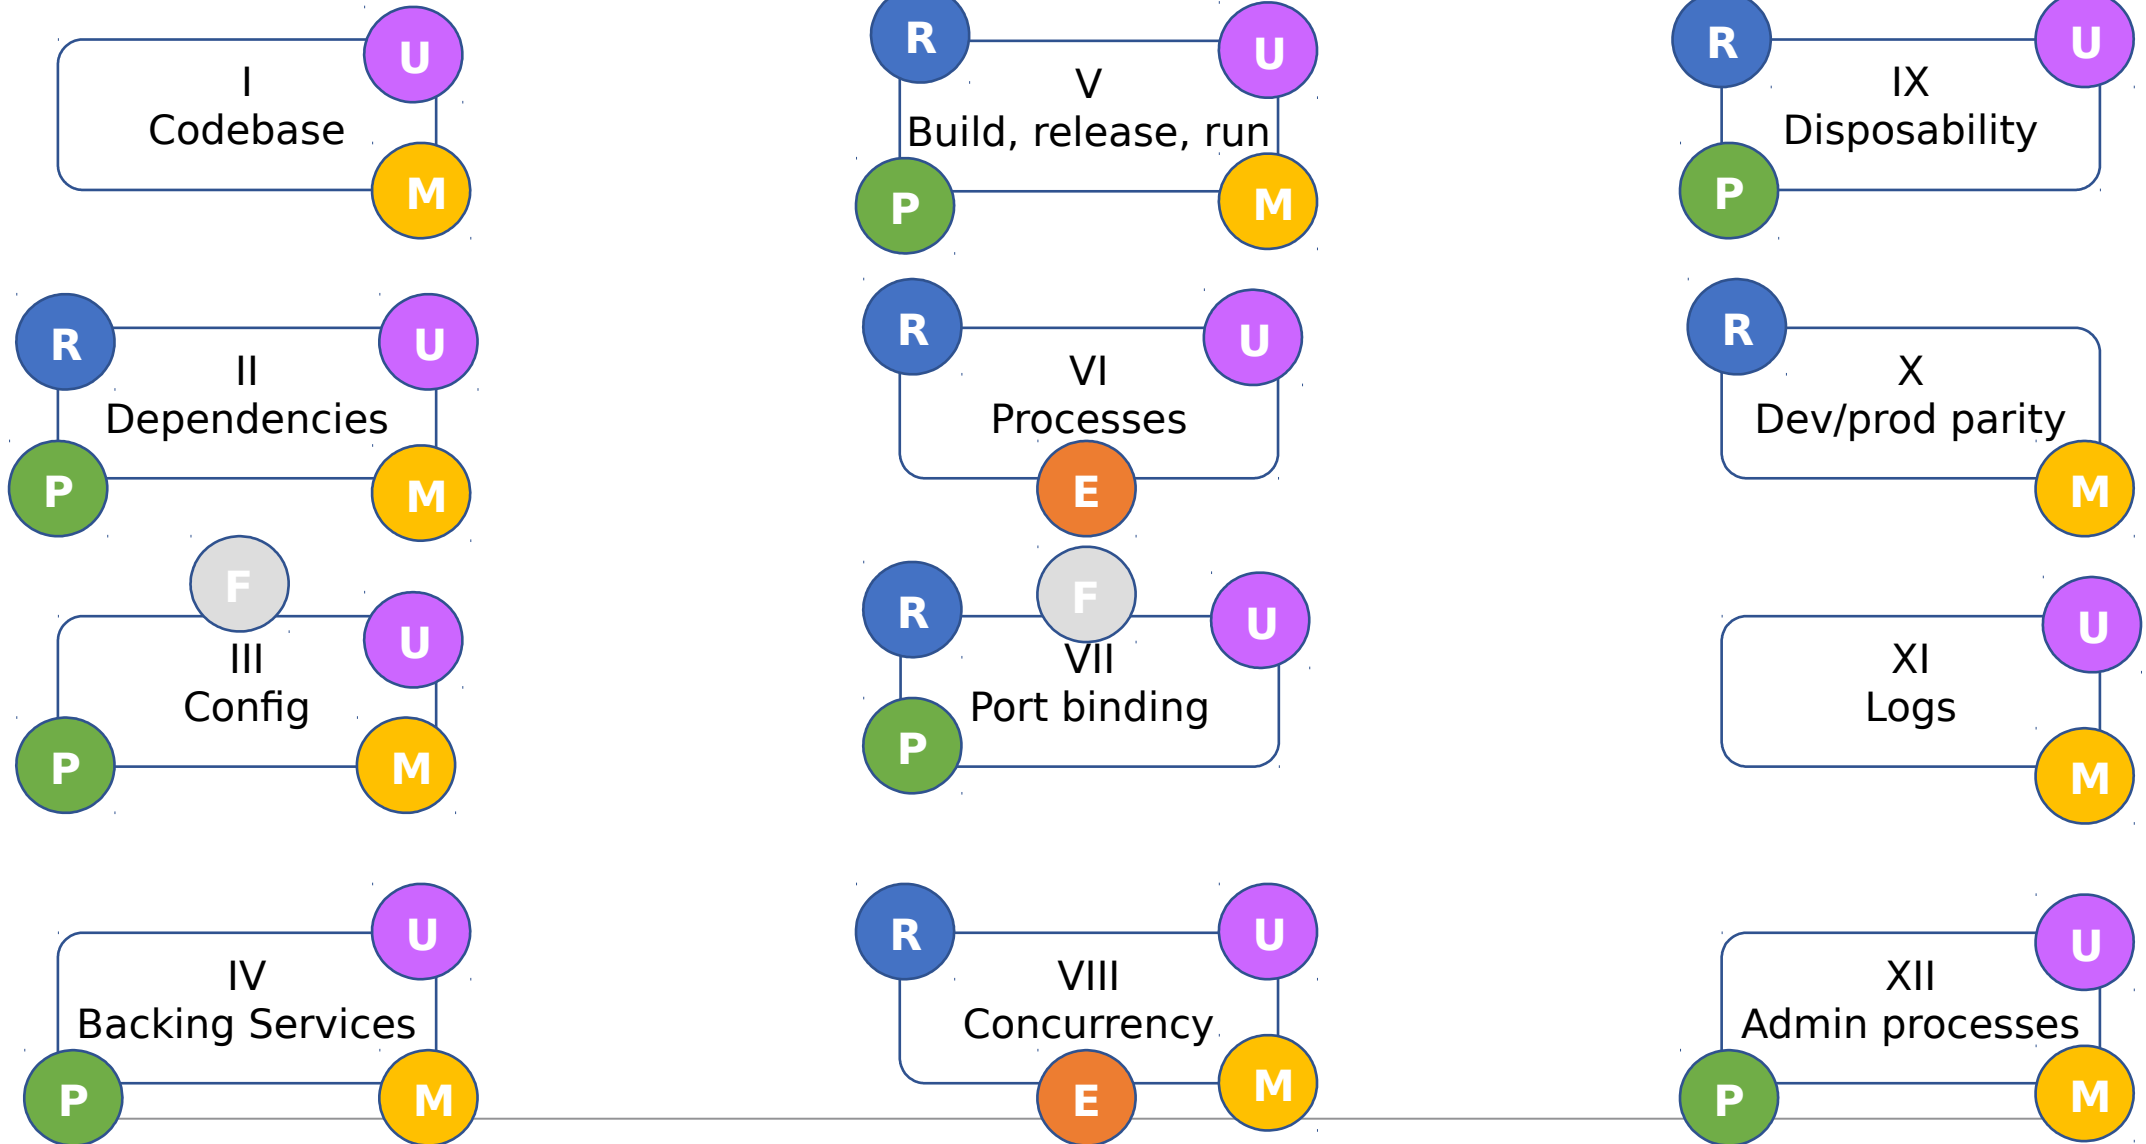 U
I
Codebase
M
R
U
II
Dependencies
P
M
F
U
III
Config
P
M
U
IV
Backing Services
P
M
R
U
V
Build, release, run
P
M
R
U
VI
Processes
E
R
F
U
VII
Port binding
P
R
U
VIII
Concurrency
E
M
R
U
IX
Disposability
P
R
X
Dev/prod parity
M
U
XI
Logs
M
U
XII
Admin processes
P
M